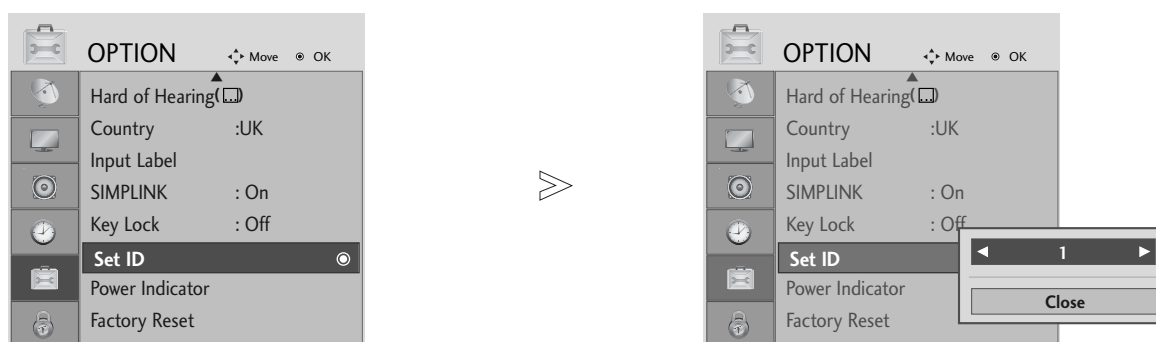 OPTION Move OK
Hard of Hearing( )
Country :UK
Input Label
SIMPLINK : On
Key Lock : Off
Set ID
Power Indicator
Factory Reset
OPTION Move OK
Hard of Hearing( )
Country :UK
Input Label
SIMPLINK : On
Key Lock : Off
Set ID
◀ 1 ▶
Power Indicator
Close
Factory Reset